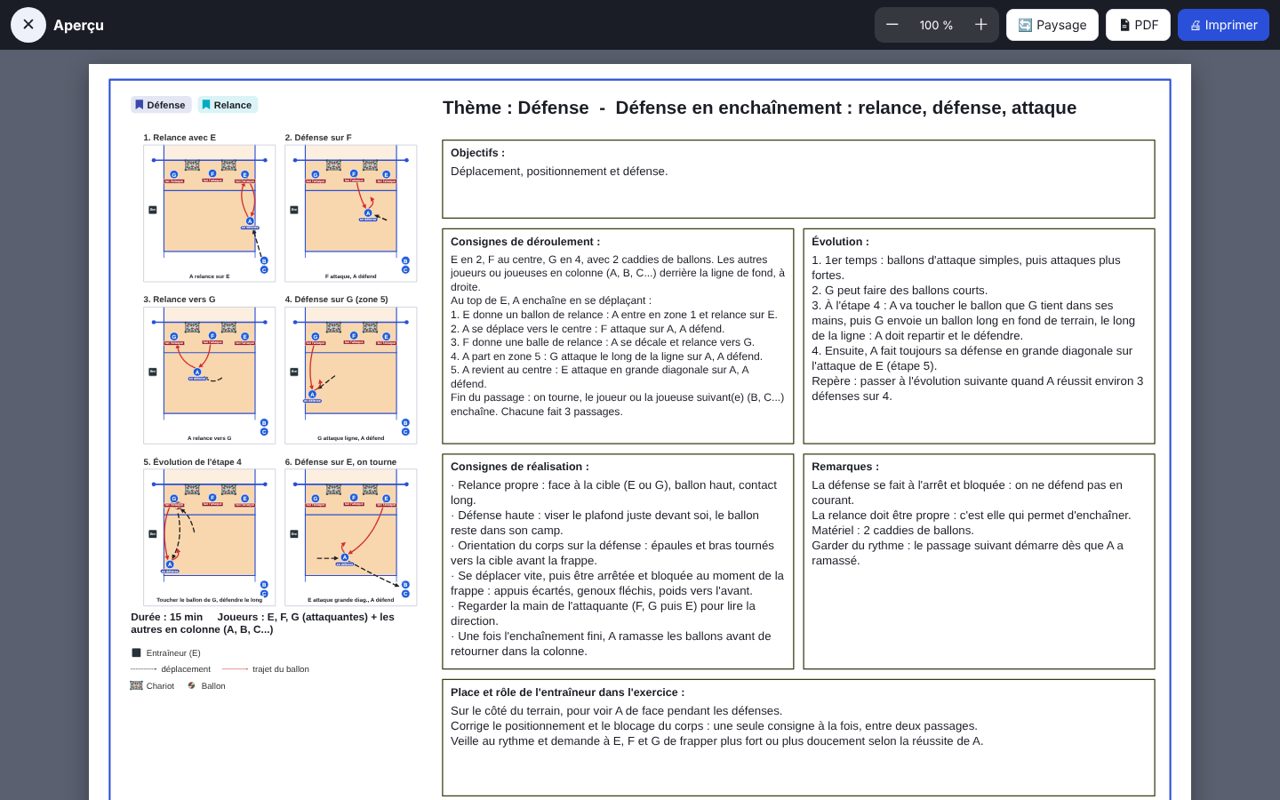 Aperçu
100 %
Paysage
PDF
Imprimer
Défense
Relance
Thème : Défense - Défense en enchaînement : relance, défense, attaque
1. Relance avec E
2. Défense sur F
G
F
E
A
B
C
A relance sur E
G
F
E
A
B
C
F attaque, A défend
3. Relance vers G
4. Défense sur G (zone 5)
G
F
E
A
B
C
A relance vers G
G
F
E
A
B
C
G attaque ligne, A défend
5. Évolution de l'étape 4
6. Défense sur E, on tourne
G
F
E
A
B
C
Toucher le ballon de G, défendre le long
G
F
E
A
B
C
E attaque grande diag., A défend
Durée : 15 min Joueurs : E, F, G (attaquantes) + les
autres en colonne (A, B, C...)
Entraîneur (E)
déplacement
trajet du ballon
Chariot
Ballon
Objectifs :
Déplacement, positionnement et défense.
Consignes de déroulement :
E en 2, F au centre, G en 4, avec 2 caddies de ballons. Les autres
joueurs ou joueuses en colonne (A, B, C...) derrière la ligne de fond, à
droite.
Au top de E, A enchaîne en se déplaçant :
1. E donne un ballon de relance : A entre en zone 1 et relance sur E.
2. A se déplace vers le centre : F attaque sur A, A défend.
3. F donne une balle de relance : A se décale et relance vers G.
4. A part en zone 5 : G attaque le long de la ligne sur A, A défend.
5. A revient au centre : E attaque en grande diagonale sur A, A
défend.
Fin du passage : on tourne, le joueur ou la joueuse suivant(e) (B, C...)
enchaîne. Chacune fait 3 passages.
Évolution :
1. 1er temps : ballons d'attaque simples, puis attaques plus
fortes.
2. G peut faire des ballons courts.
3. À l'étape 4 : A va toucher le ballon que G tient dans ses
mains, puis G envoie un ballon long en fond de terrain, le long
de la ligne : A doit repartir et le défendre.
4. Ensuite, A fait toujours sa défense en grande diagonale sur
l'attaque de E (étape 5).
Repère : passer à l'évolution suivante quand A réussit environ 3
défenses sur 4.
Consignes de réalisation :
· Relance propre : face à la cible (E ou G), ballon haut, contact
long.
· Défense haute : viser le plafond juste devant soi, le ballon
reste dans son camp.
· Orientation du corps sur la défense : épaules et bras tournés
vers la cible avant la frappe.
· Se déplacer vite, puis être arrêtée et bloquée au moment de la
frappe : appuis écartés, genoux fléchis, poids vers l'avant.
· Regarder la main de l'attaquante (F, G puis E) pour lire la
direction.
· Une fois l'enchaînement fini, A ramasse les ballons avant de
retourner dans la colonne.
Remarques :
La défense se fait à l'arrêt et bloquée : on ne défend pas en
courant.
La relance doit être propre : c'est elle qui permet d'enchaîner.
Matériel : 2 caddies de ballons.
Garder du rythme : le passage suivant démarre dès que A a
ramassé.
Place et rôle de l'entraîneur dans l'exercice :
Sur le côté du terrain, pour voir A de face pendant les défenses.
Corrige le positionnement et le blocage du corps : une seule consigne à la fois, entre deux passages.
Veille au rythme et demande à E, F et G de frapper plus fort ou plus doucement selon la réussite de A.